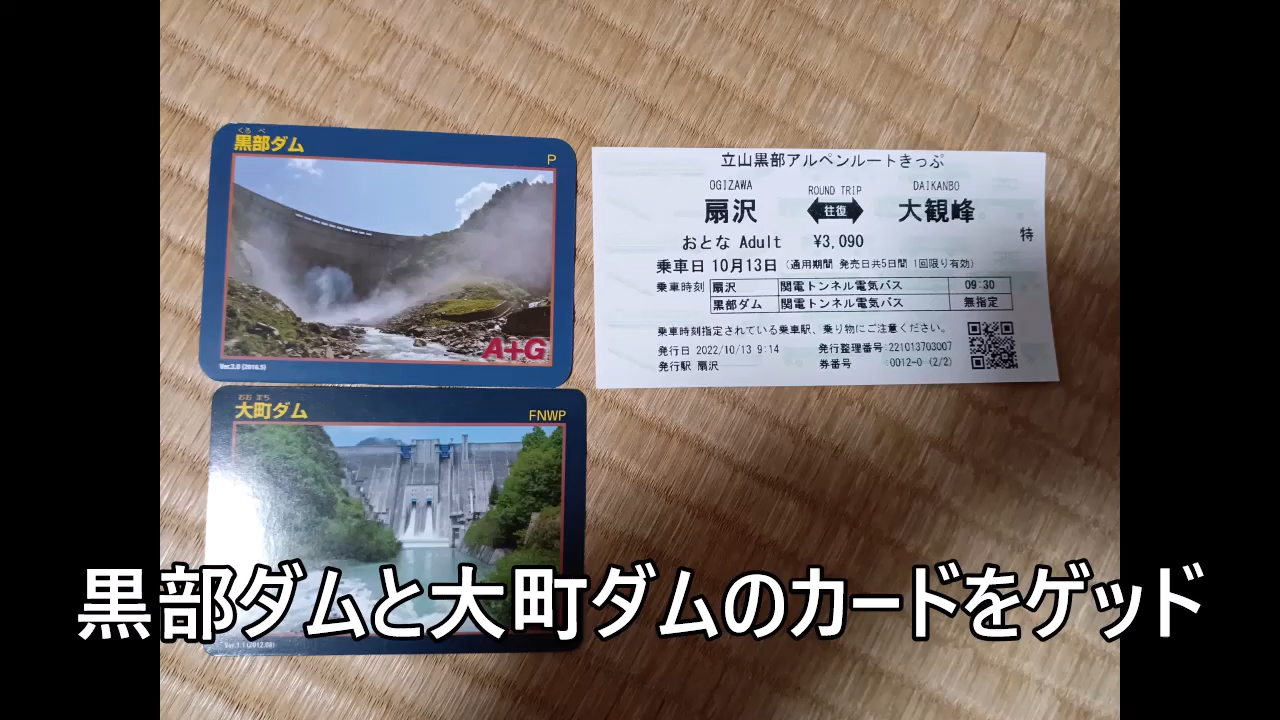 くろ べ
黒部ダム
P
A+G
Ver.3.0 (2016.5)
おお まち
大町ダム
FNWP
Ver.1.1 (2012.08)
立山黒部アルペンルートきっぷ
OGIZAWA ROUND TRIP DAIKANBO
扇沢 往復 大観峰
特
おとな Adult ¥3,090
乗車日 10月13日 (通用期間 発売日共5日間 1回限り有効)
乗車時刻 扇沢 関電トンネル電気バス 09:30
黒部ダム 関電トンネル電気バス 無指定
乗車時刻指定されている乗車駅、乗り物にご注意ください。
発行日 2022/10/13 9:14 発行整理番号:221013703007
発行駅 扇沢 券番号 :0012-0 (2/2)
黒部ダムと大町ダムのカードをゲッド